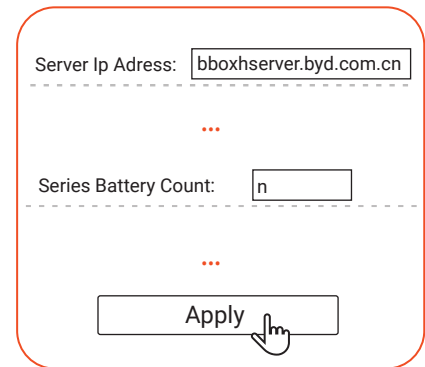 Server Ip Adress: bboxhserver.byd.com.cn
...
Series Battery Count: n
...
Apply